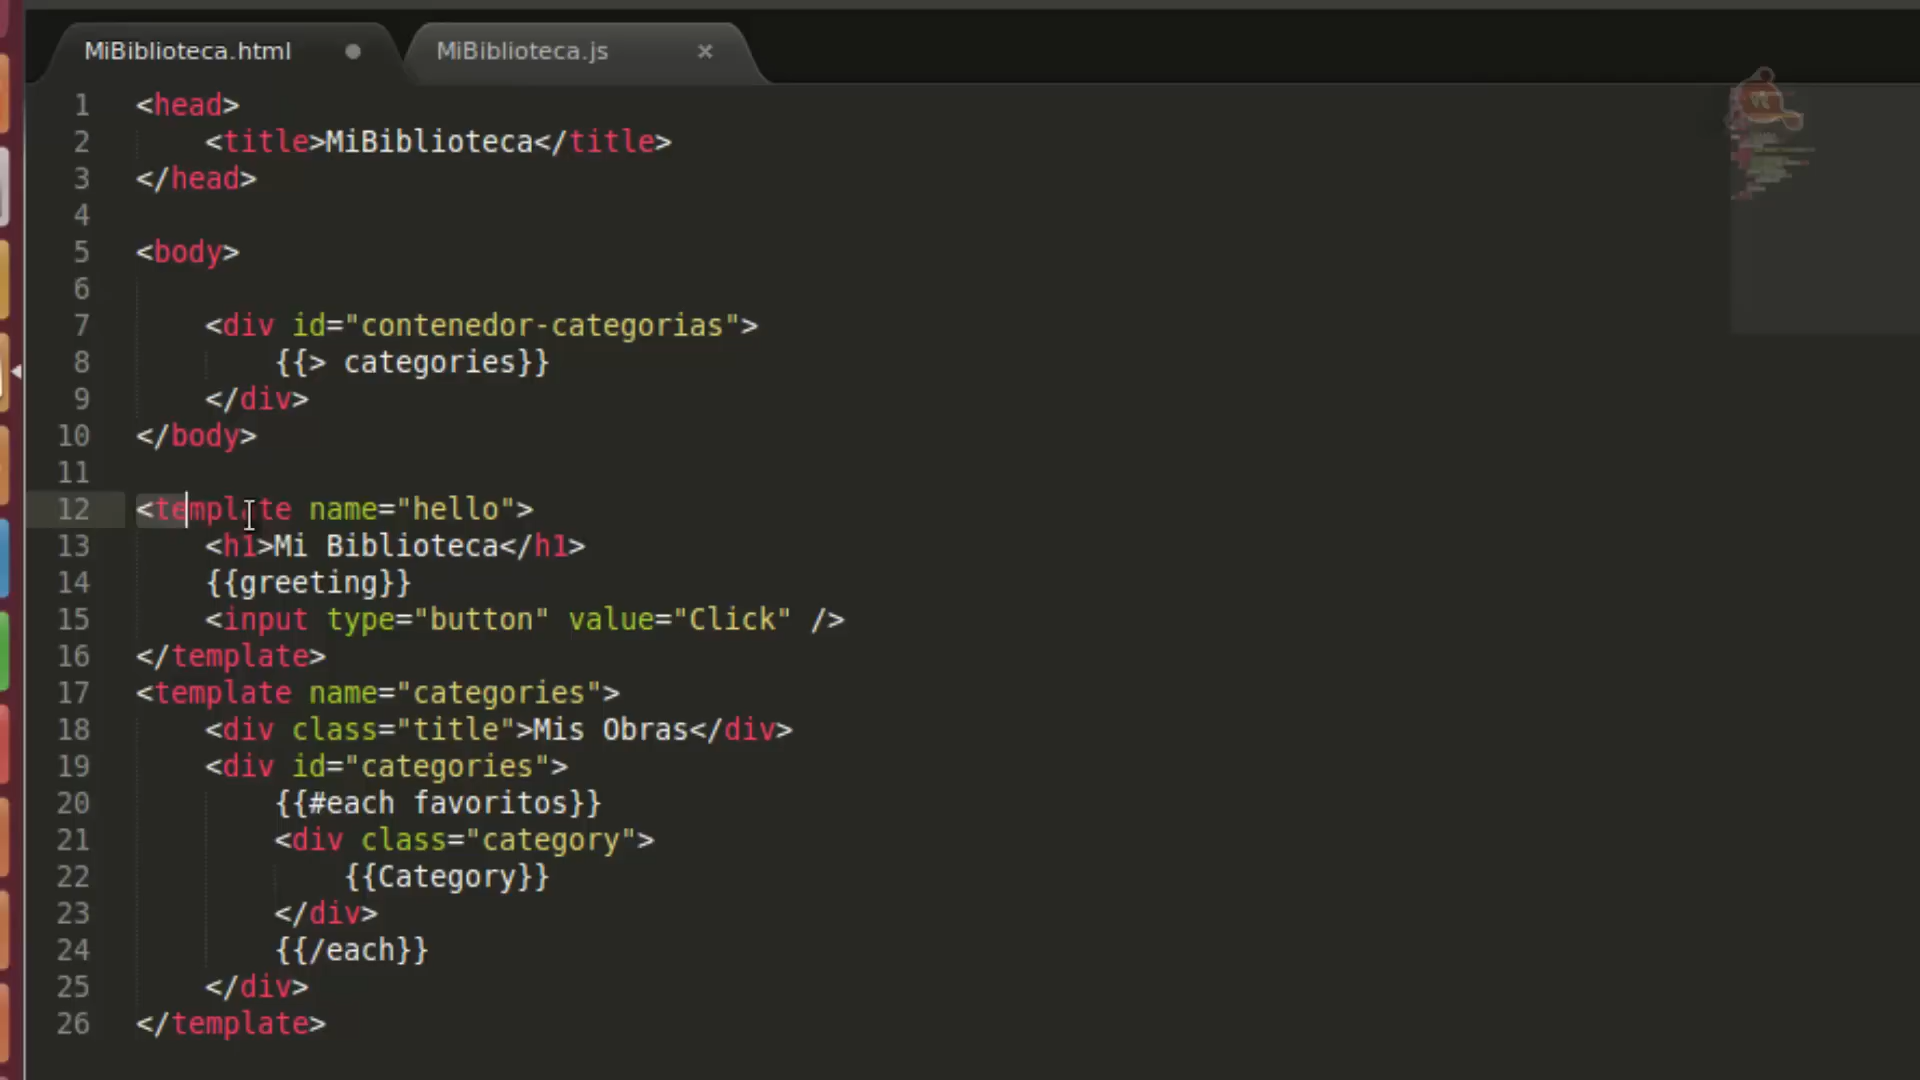 MiBiblioteca.html
MiBiblioteca.js ×
1 <head>
2 <title>MiBiblioteca</title>
3 </head>
4
5 <body>
6
7 <div id="contenedor-categorias">
8 {{> categories}}
9 </div>
10 </body>
11
12 <template name="hello">
13 <h1>Mi Biblioteca</h1>
14 {{greeting}}
15 <input type="button" value="Click" />
16 </template>
17 <template name="categories">
18 <div class="title">Mis Obras</div>
19 <div id="categories">
20 {{#each favoritos}}
21 <div class="category">
22 {{Category}}
23 </div>
24 {{/each}}
25 </div>
26 </template>